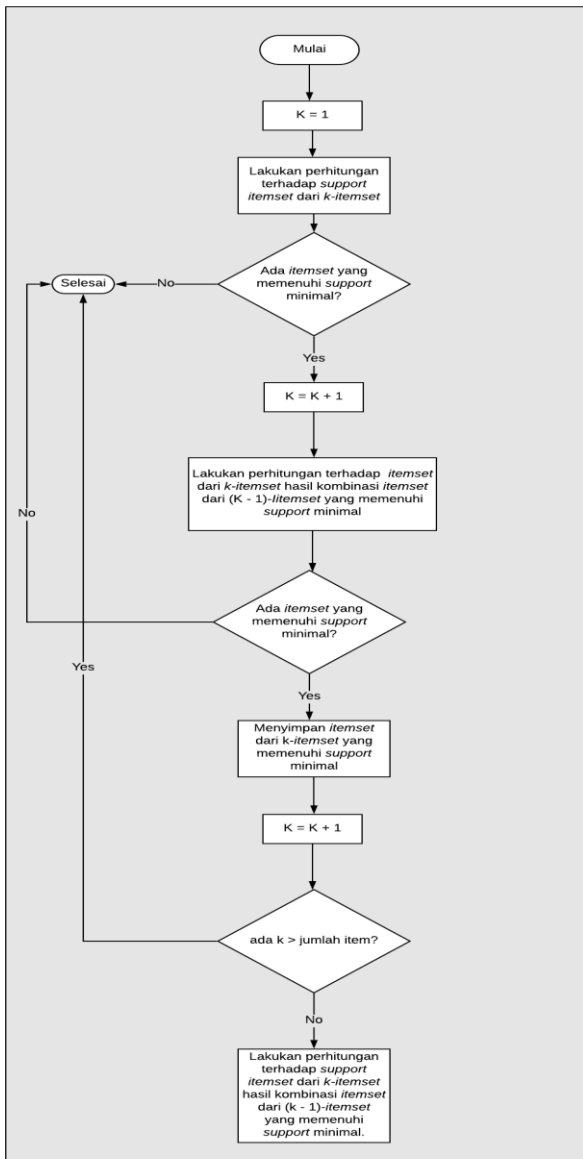 Mulai
K = 1
Lakukan perhitungan
terhadap support
itemset dari k-itemset
Ada itemset yang
memenuhi support
minimal?
No
Selesai
Yes
K = K + 1
Lakukan perhitungan terhadap itemset
dari k-itemset hasil kombinasi itemset
dari (K - 1)-Iitemset yang memenuhi
support minimal
No
Ada itemset yang
memenuhi support
minimal?
Yes
Yes
Menyimpan itemset
dari k-itemset yang
memenuhi support
minimal
K = K + 1
ada k > jumlah item?
No
Lakukan perhitungan
terhadap support
itemset dari k-itemset
hasil kombinasi itemset
dari (k - 1)-itemset
yang memenuhi
support minimal.